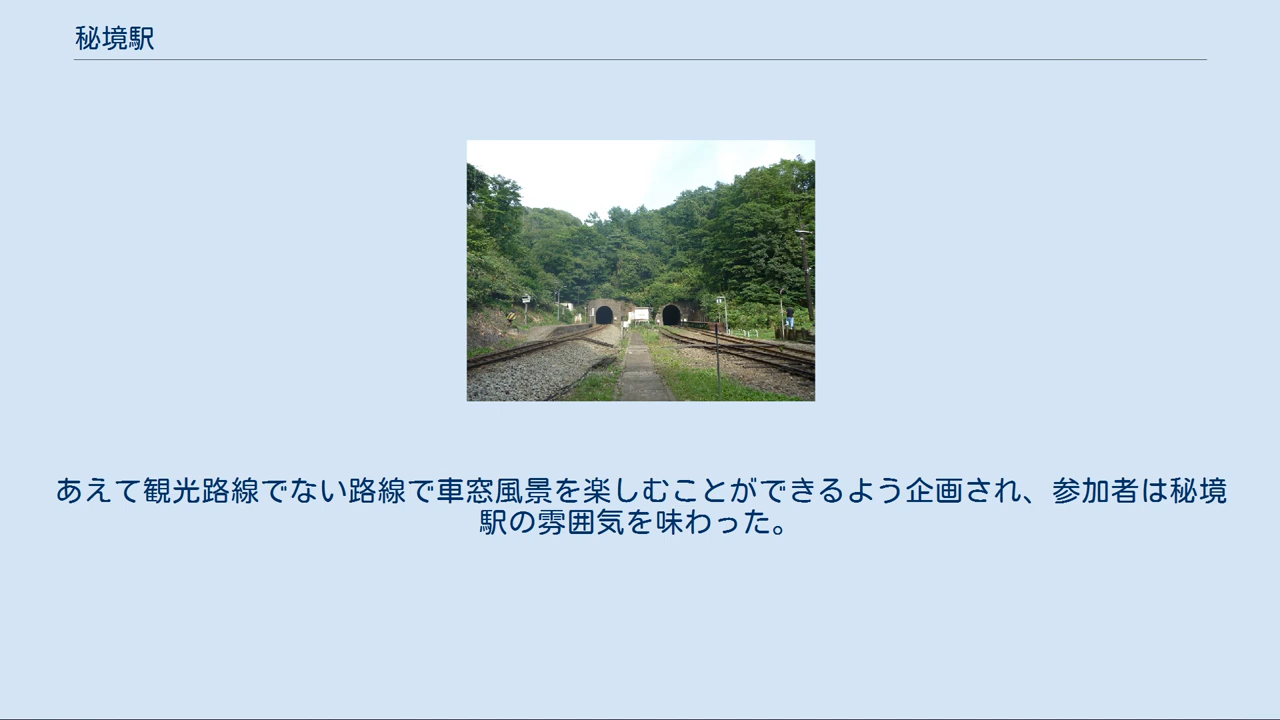 秘境駅
あえて観光路線でない路線で車窓風景を楽しむことができるよう企画され、参加者は秘境
駅の雰囲気を味わった。